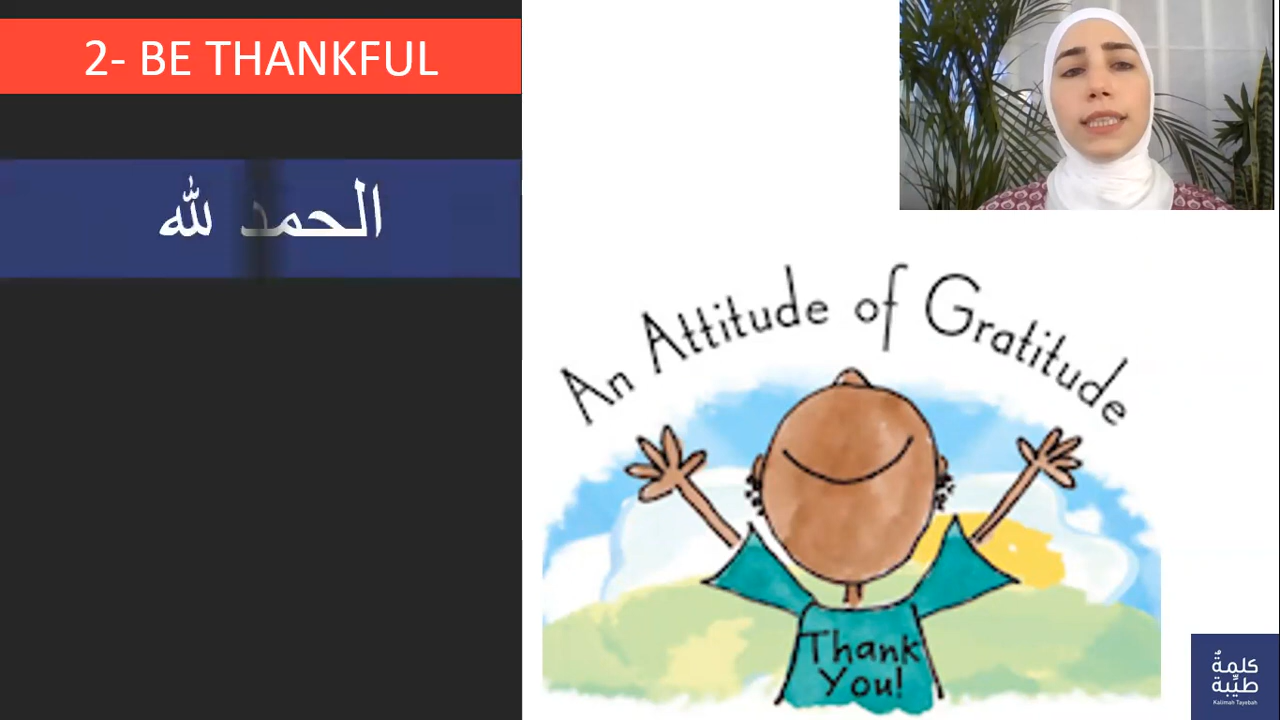 2- BE THANKFUL
الحمد لله
An Attitude of Gratitude
Thank
You!
كلمةٌ
طيِّبة
Kalimah Tayebah